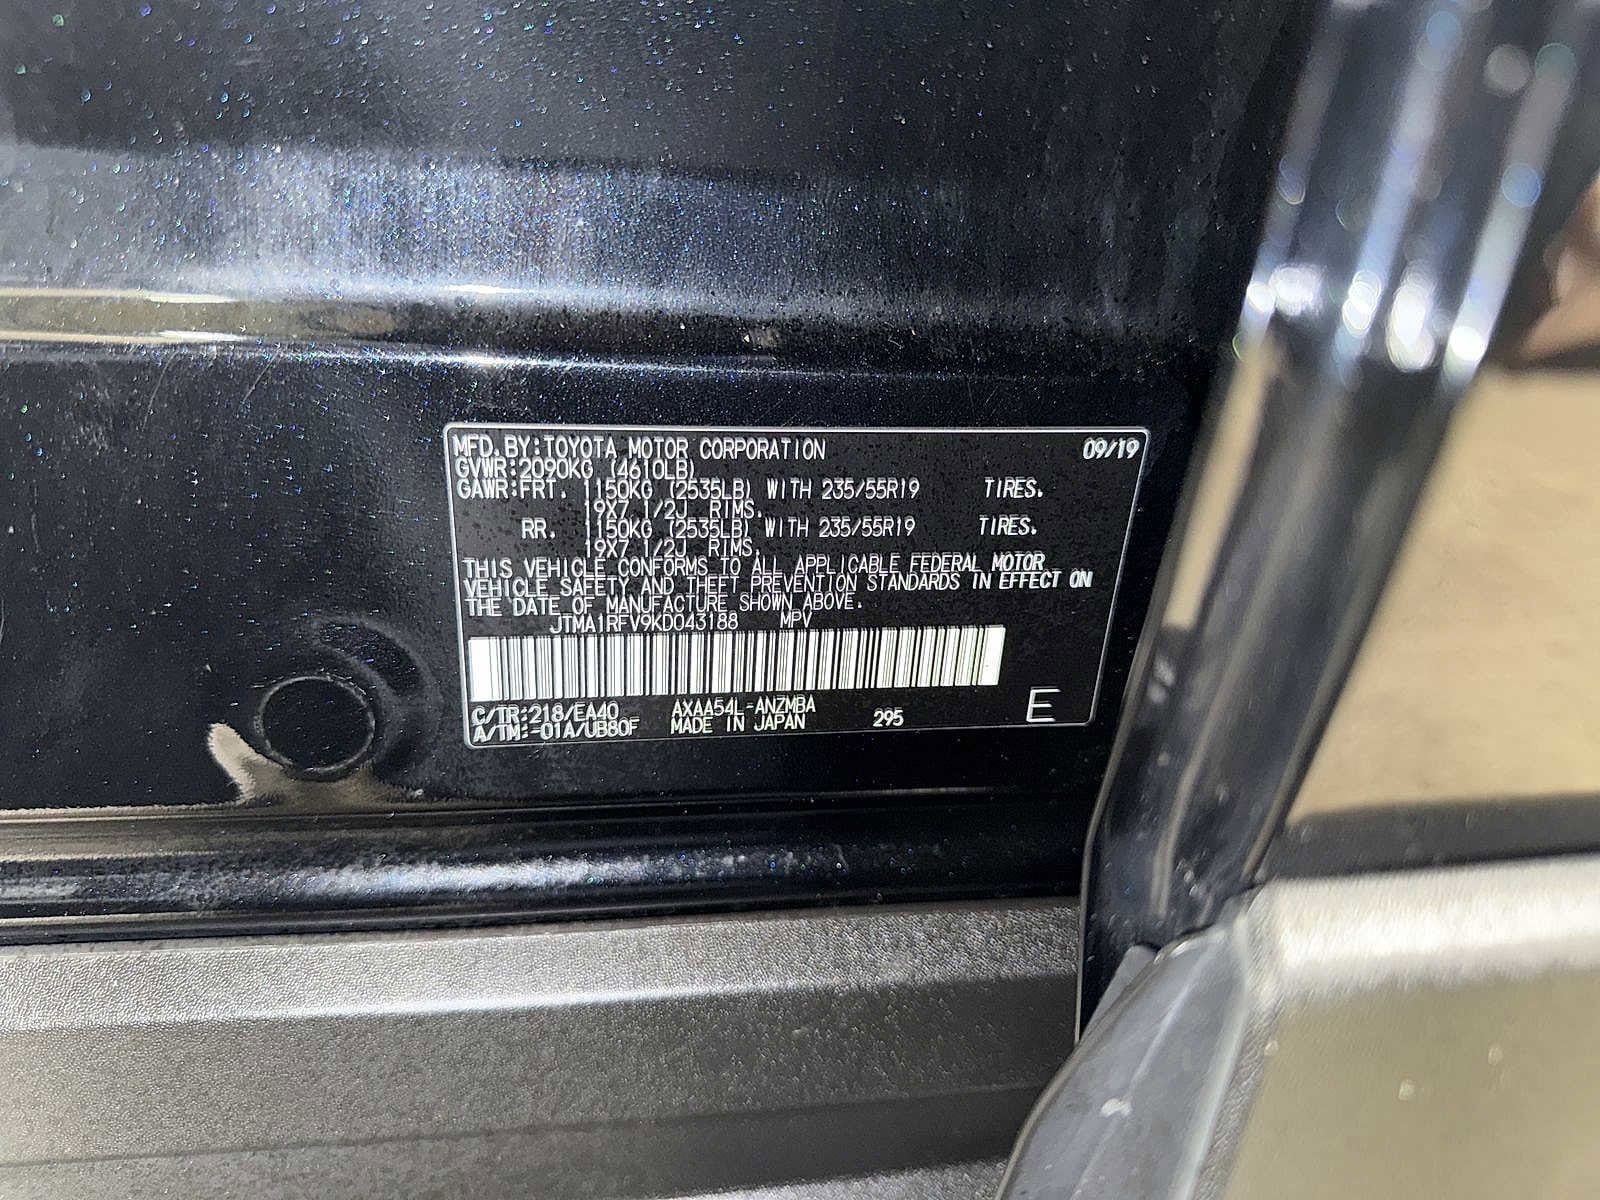 MFD.BY:TOYOTA MOTOR CORPORATION 09/19
GVWR:2090KG (4610LB)
GAWR:FRT. 1150KG (2535LB) WITH 235/55R19 TIRES.
19X7 1/2J RIMS.
RR. 1150KG (2535LB) WITH 235/55R19 TIRES.
19X7 1/2J RIMS.
THIS VEHICLE CONFORMS TO ALL APPLICABLE FEDERAL MOTOR
VEHICLE SAFETY AND THEFT PREVENTION STANDARDS IN EFFECT ON
THE DATE OF MANUFACTURE SHOWN ABOVE.
JTMA1RFV9KD043188 MPV
C/TR:218/EA40 AXAA54L-ANZMBA
A/TM:-01A/UB80F MADE IN JAPAN 295 E